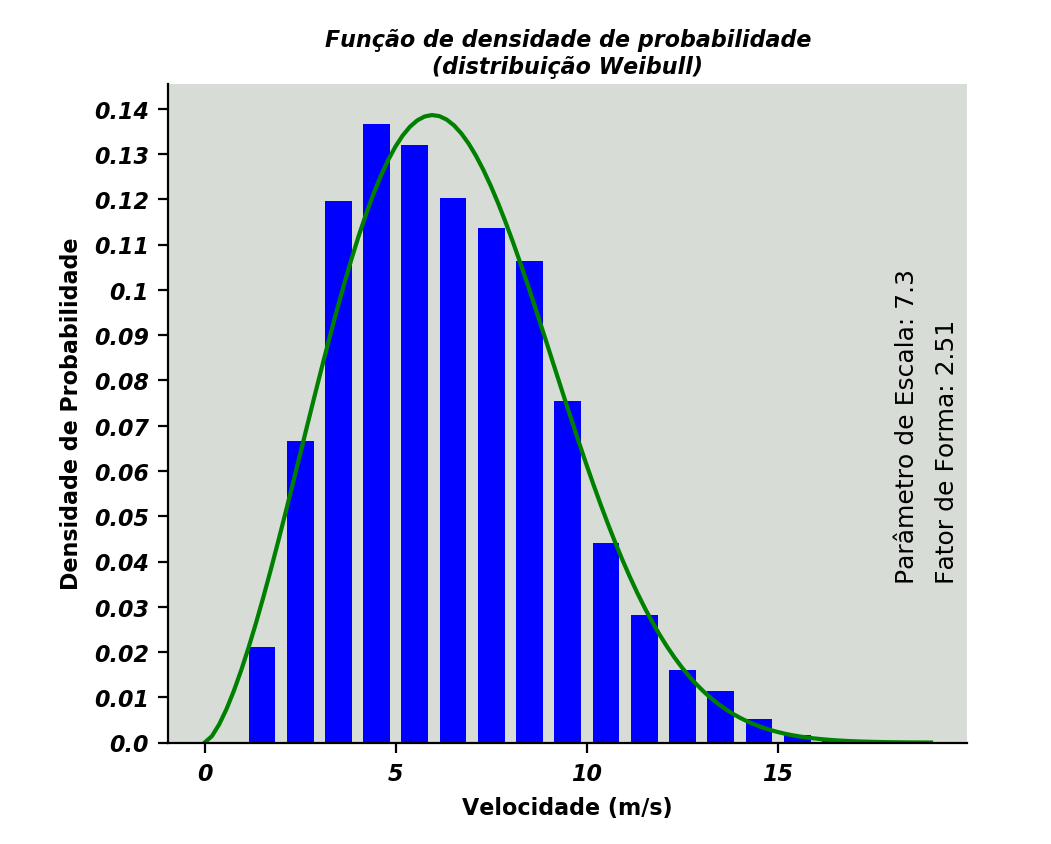 Função de densidade de probabilidade
(distribuição Weibull)
Densidade de Probabilidade
0.14
0.13
0.12
0.11
0.1
0.09
0.08
0.07
0.06
0.05
0.04
0.03
0.02
0.01
0.0
0 5 10 15
Velocidade (m/s)
Parâmetro de Escala: 7.3
Fator de Forma: 2.51